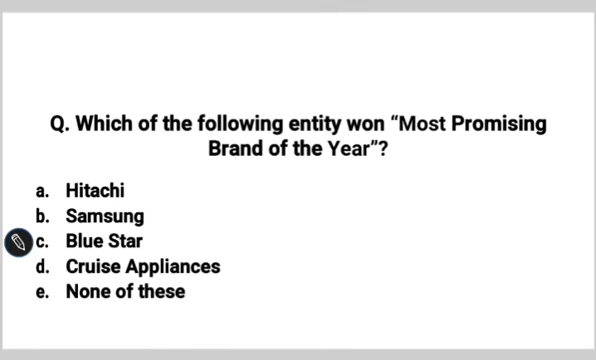 Q. Which of the following entity won “Most Promising
Brand of the Year”?
a. Hitachi
b. Samsung
c. Blue Star
d. Cruise Appliances
e. None of these